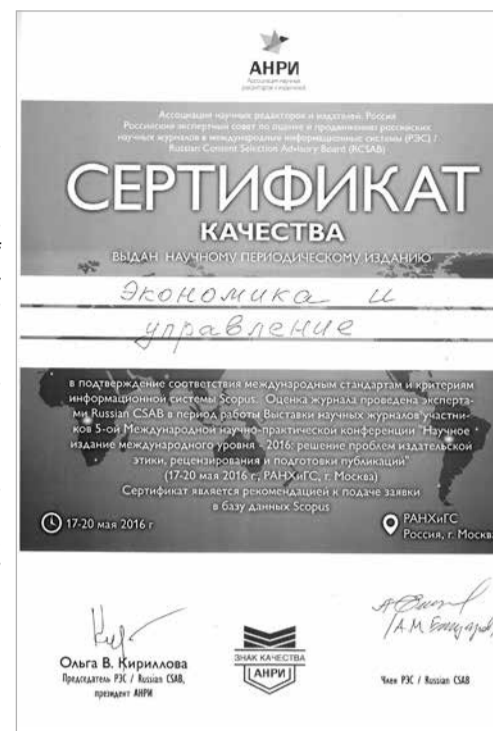 АНРИ
Ассоциация научных
редакторов и издателей
Ассоциация научных редакторов и издателей. Россия
Российский экспертный совет по оценке и продвижению российских
научных журналов в международные информационные системы (РЭС) /
Russian Content Selection Advisory Board (RCSAB)
СЕРТИФИКАТ
КАЧЕСТВА
ВЫДАН НАУЧНОМУ ПЕРИОДИЧЕСКОМУ ИЗДАНИЮ
Экономика и
управление
в подтверждение соответствия международным стандартам и критериям
информационной системы Scopus. Оценка журнала проведена эксперта-
ми Russian CSAB в период работы Выставки научных журналов участни-
ков 5-ой Международной научно-практической конференции "Научное
издание международного уровня - 2016: решение проблем издательской
этики, рецензирования и подготовки публикаций"
(17-20 мая 2016 г., РАНХиГС, г. Москва)
Сертификат является рекомендацией к подаче заявки
в базу данных Scopus
17-20 мая 2016 г
РАНХиГС
Россия, г. Москва
Ольга В. Кириллова
Председатель РЭС / Russian CSAB,
президент АНРИ
ЗНАК КАЧЕСТВА
АНРИ
/А.М.
Член РЭС / Russian CSAB